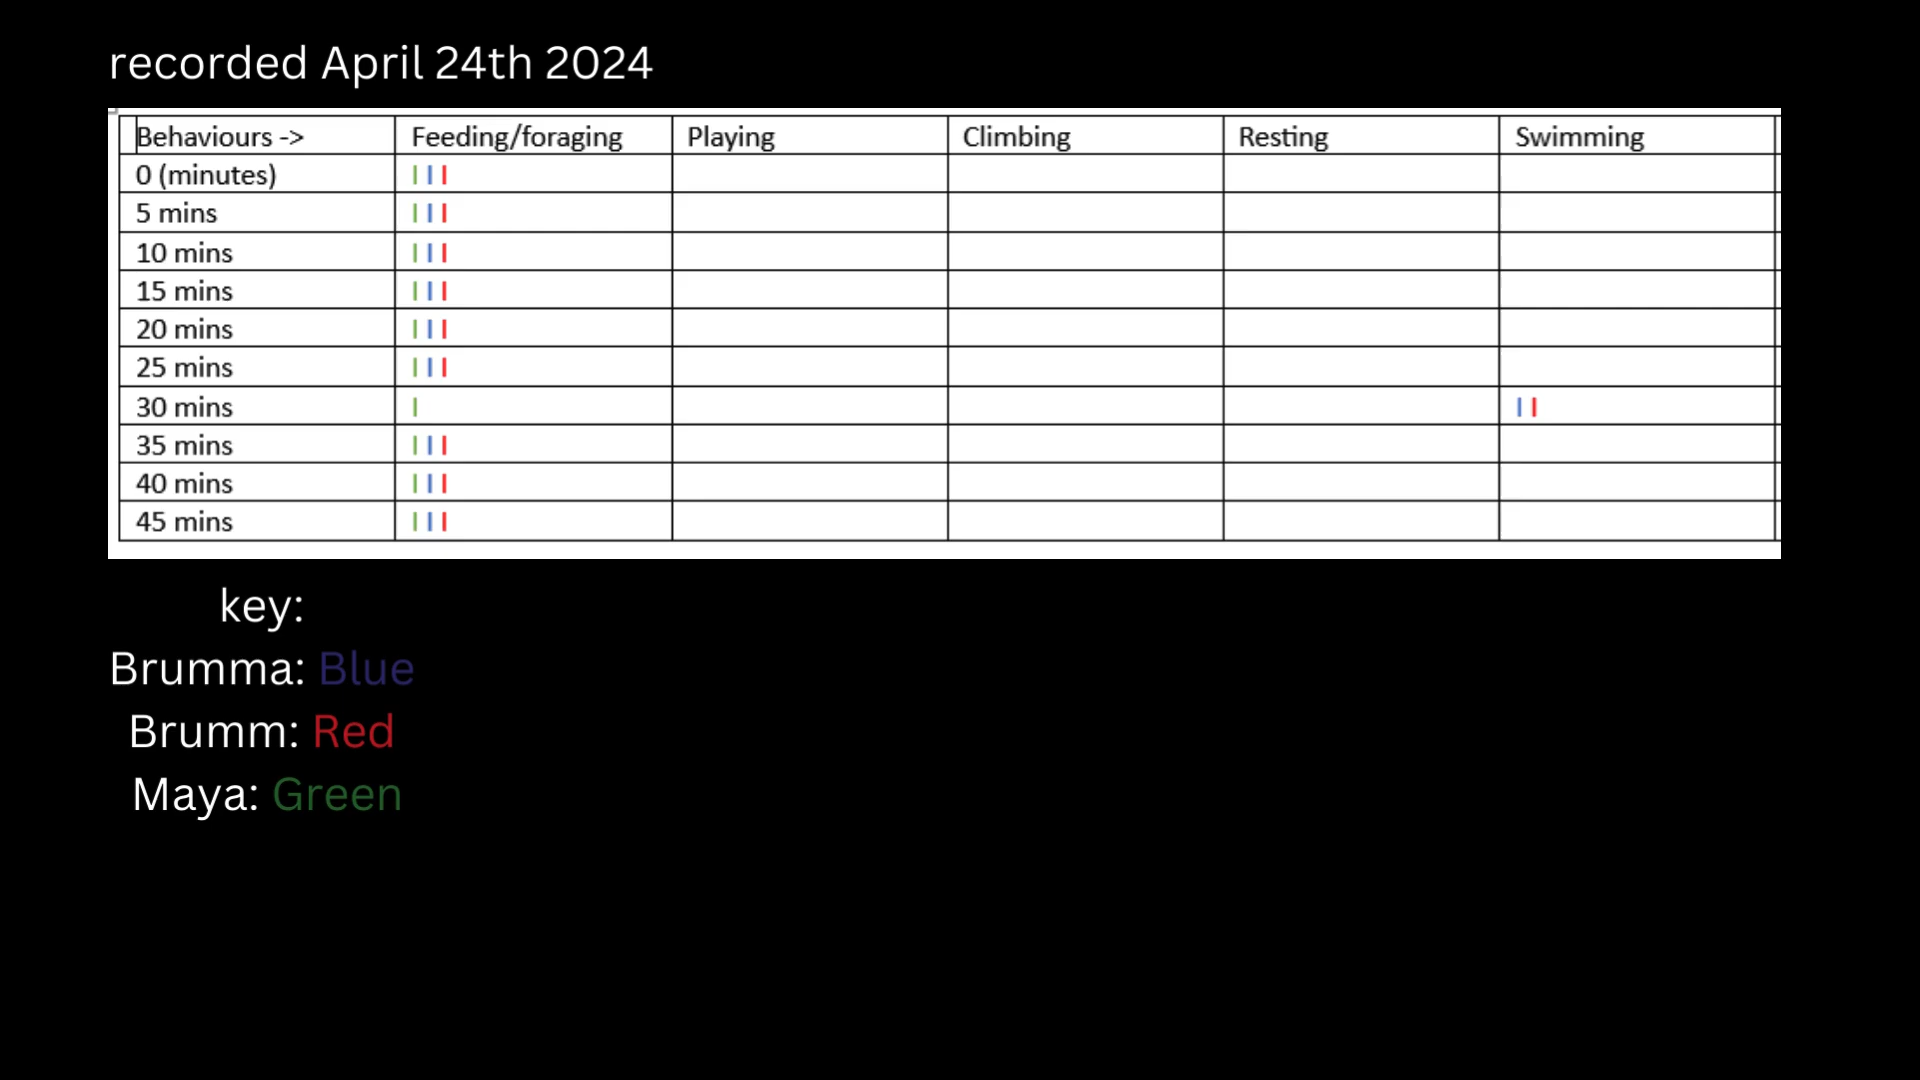 recorded April 24th 2024
Behaviours -> Feeding/foraging Playing Climbing Resting Swimming
0 (minutes) | | |
5 mins | | |
10 mins | | |
15 mins | | |
20 mins | | |
25 mins | | |
30 mins | | |
35 mins | | |
40 mins | | |
45 mins | | |
key:
Brumma: Blue
Brumm: Red
Maya: Green